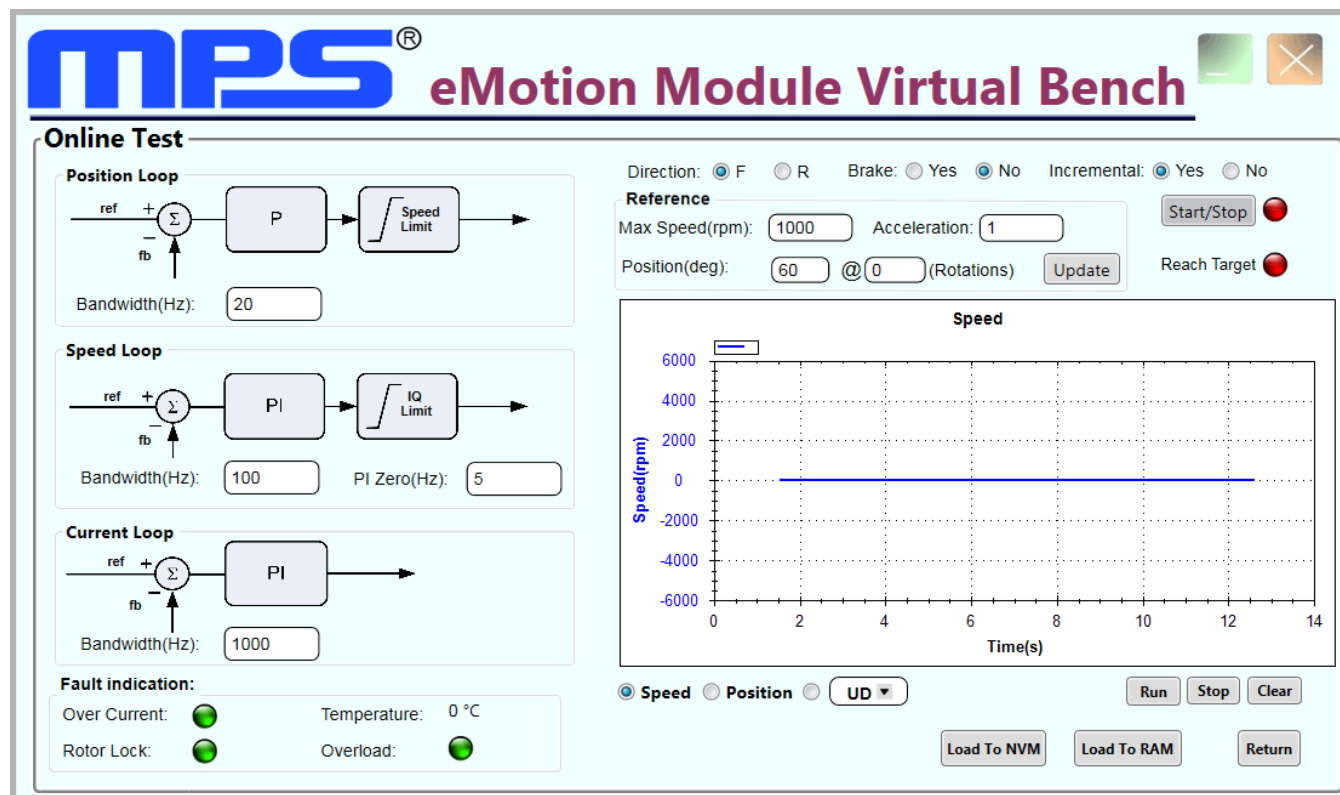 MPS®
eMotion Module Virtual Bench
Online Test
Position Loop
ref
+
Σ
−
fb
P
Speed
Limit
Bandwidth(Hz): 20
Speed Loop
ref
+
Σ
−
fb
PI
IQ
Limit
Bandwidth(Hz): 100 PI Zero(Hz): 5
Current Loop
ref
+
Σ
−
fb
PI
Bandwidth(Hz): 1000
Fault indication:
Over Current: Temperature: 0 °C
Rotor Lock: Overload:
Direction: F R Brake: Yes No Incremental: Yes No
Reference
Max Speed(rpm): 1000 Acceleration: 1
Position(deg): 60 @ 0 (Rotations) Update
Start/Stop
Reach Target
Speed
6000
4000
2000
0
-2000
-4000
-6000
Speed(rpm)
0 2 4 6 8 10 12 14
Time(s)
Speed Position UD Run Stop Clear
Load To NVM Load To RAM Return